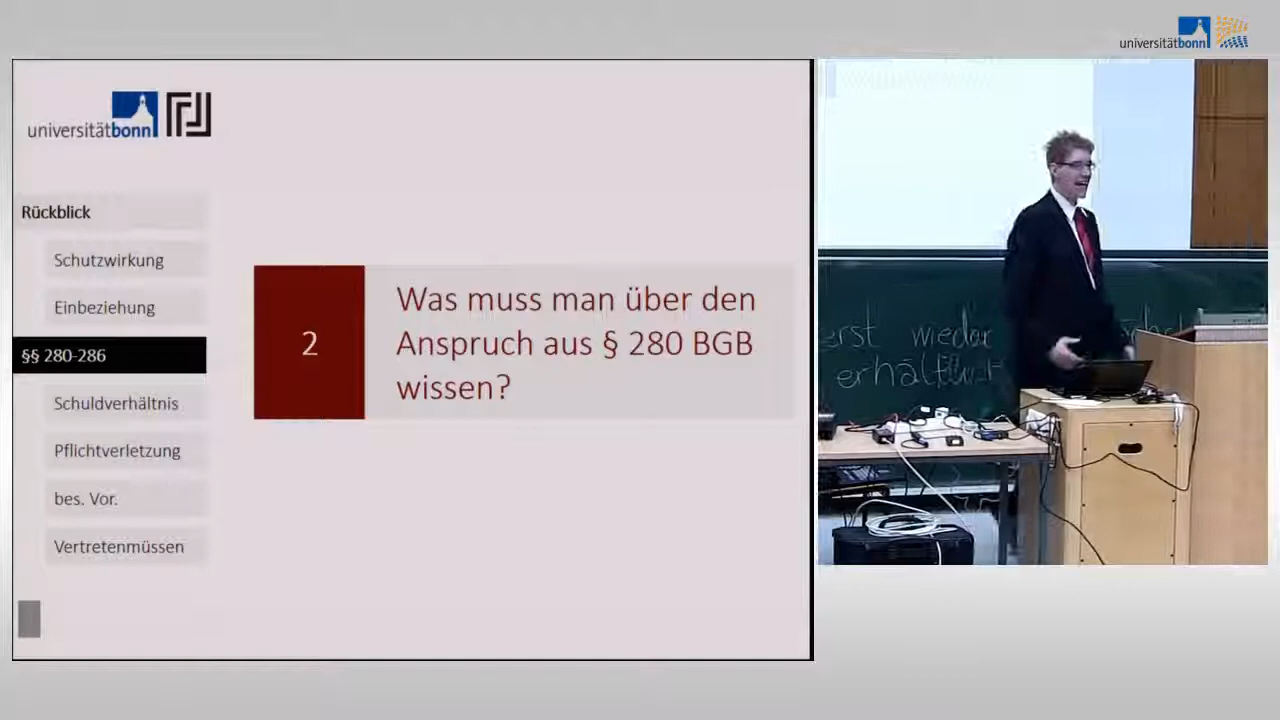 universitätbonn
universitätbonn
Rückblick
Schutzwirkung
Einbeziehung
§§ 280-286
Schuldverhältnis
Pflichtverletzung
bes. Vor.
Vertretenmüssen
2
Was muss man über den
Anspruch aus § 280 BGB
wissen?
erst wieder